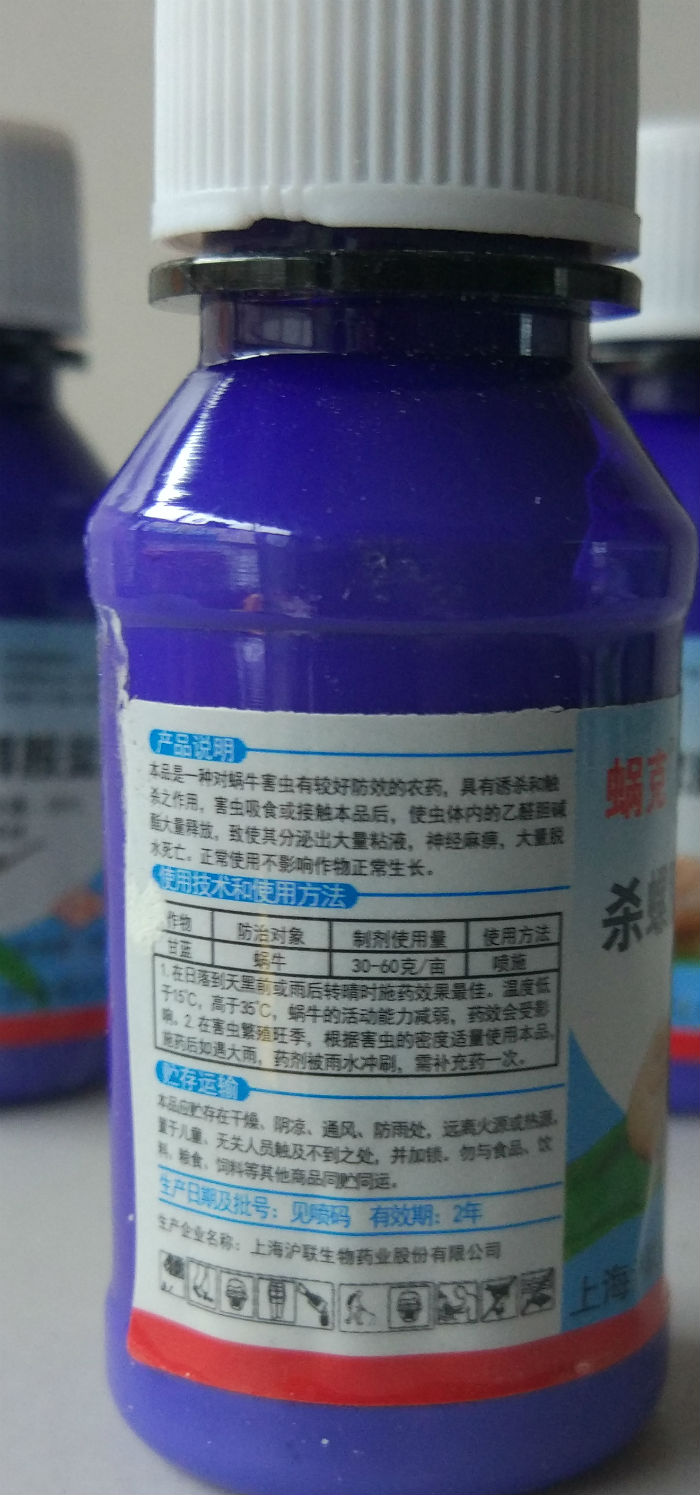 产品说明
本品是一种对蜗牛害虫有较好防效的农药，具有诱杀和触
杀之作用，害虫吸食或接触本品后，使虫体内的乙醛胆碱
酯大量释放，致使其分泌出大量粘液，神经麻痹，大量脱
水死亡。正常使用不影响作物正常生长。
使用技术和使用方法
作物 防治对象 制剂使用量 使用方法
甘蓝 蜗牛 30-60克/亩 喷施
1.在日落到天黑前或雨后转晴时施药效果最佳。温度低
于15℃，高于35℃，蜗牛的活动能力减弱，药效会受影
响。2.在害虫繁殖旺季，根据害虫的密度适量使用本品。
施药后如遇大雨，药剂被雨水冲刷，需补充药一次。
贮存运输
本品应贮存在干燥、阴凉、通风、防雨处，远离火源或热源。
置于儿童、无关人员触及不到之处，并加锁。勿与食品、饮
料、粮食、饲料等其他商品同贮同运。
生产日期及批号：见喷码 有效期：2年
生产企业名称：上海沪联生物药业股份有限公司
蜗克
杀螺
上海